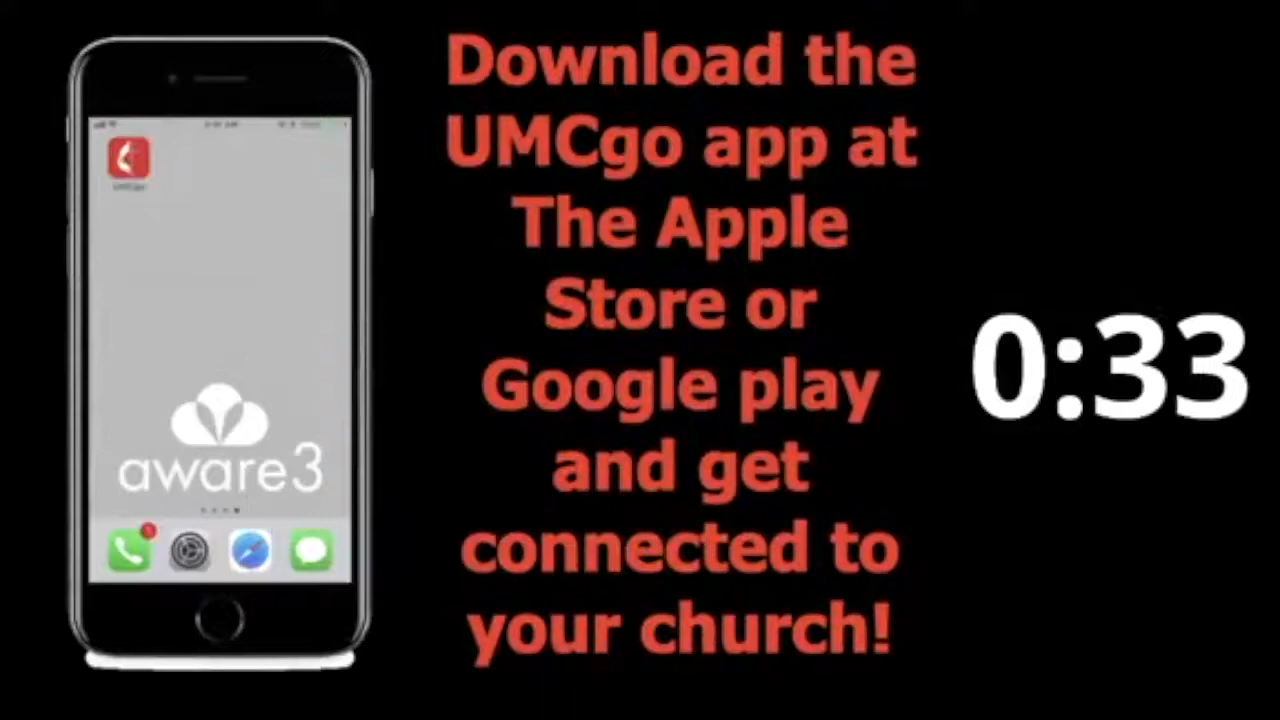 Download the
UMCgo app at
The Apple
Store or
Google play
and get
connected to
your church!
0:33
aware3